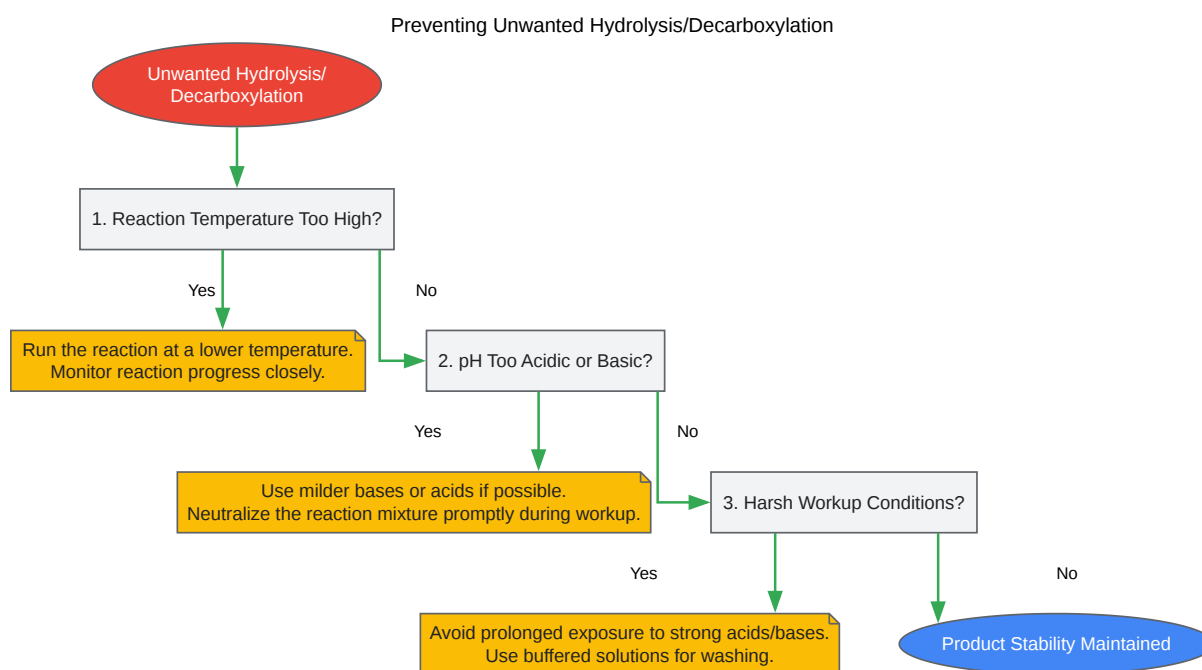 Preventing Unwanted Hydrolysis/Decarboxylation
Unwanted Hydrolysis/
Decarboxylation
1. Reaction Temperature Too High?
Yes
No
Run the reaction at a lower temperature.
Monitor reaction progress closely.
2. pH Too Acidic or Basic?
Yes
No
Use milder bases or acids if possible.
Neutralize the reaction mixture promptly during workup.
3. Harsh Workup Conditions?
Yes
No
Avoid prolonged exposure to strong acids/bases.
Use buffered solutions for washing.
Product Stability Maintained